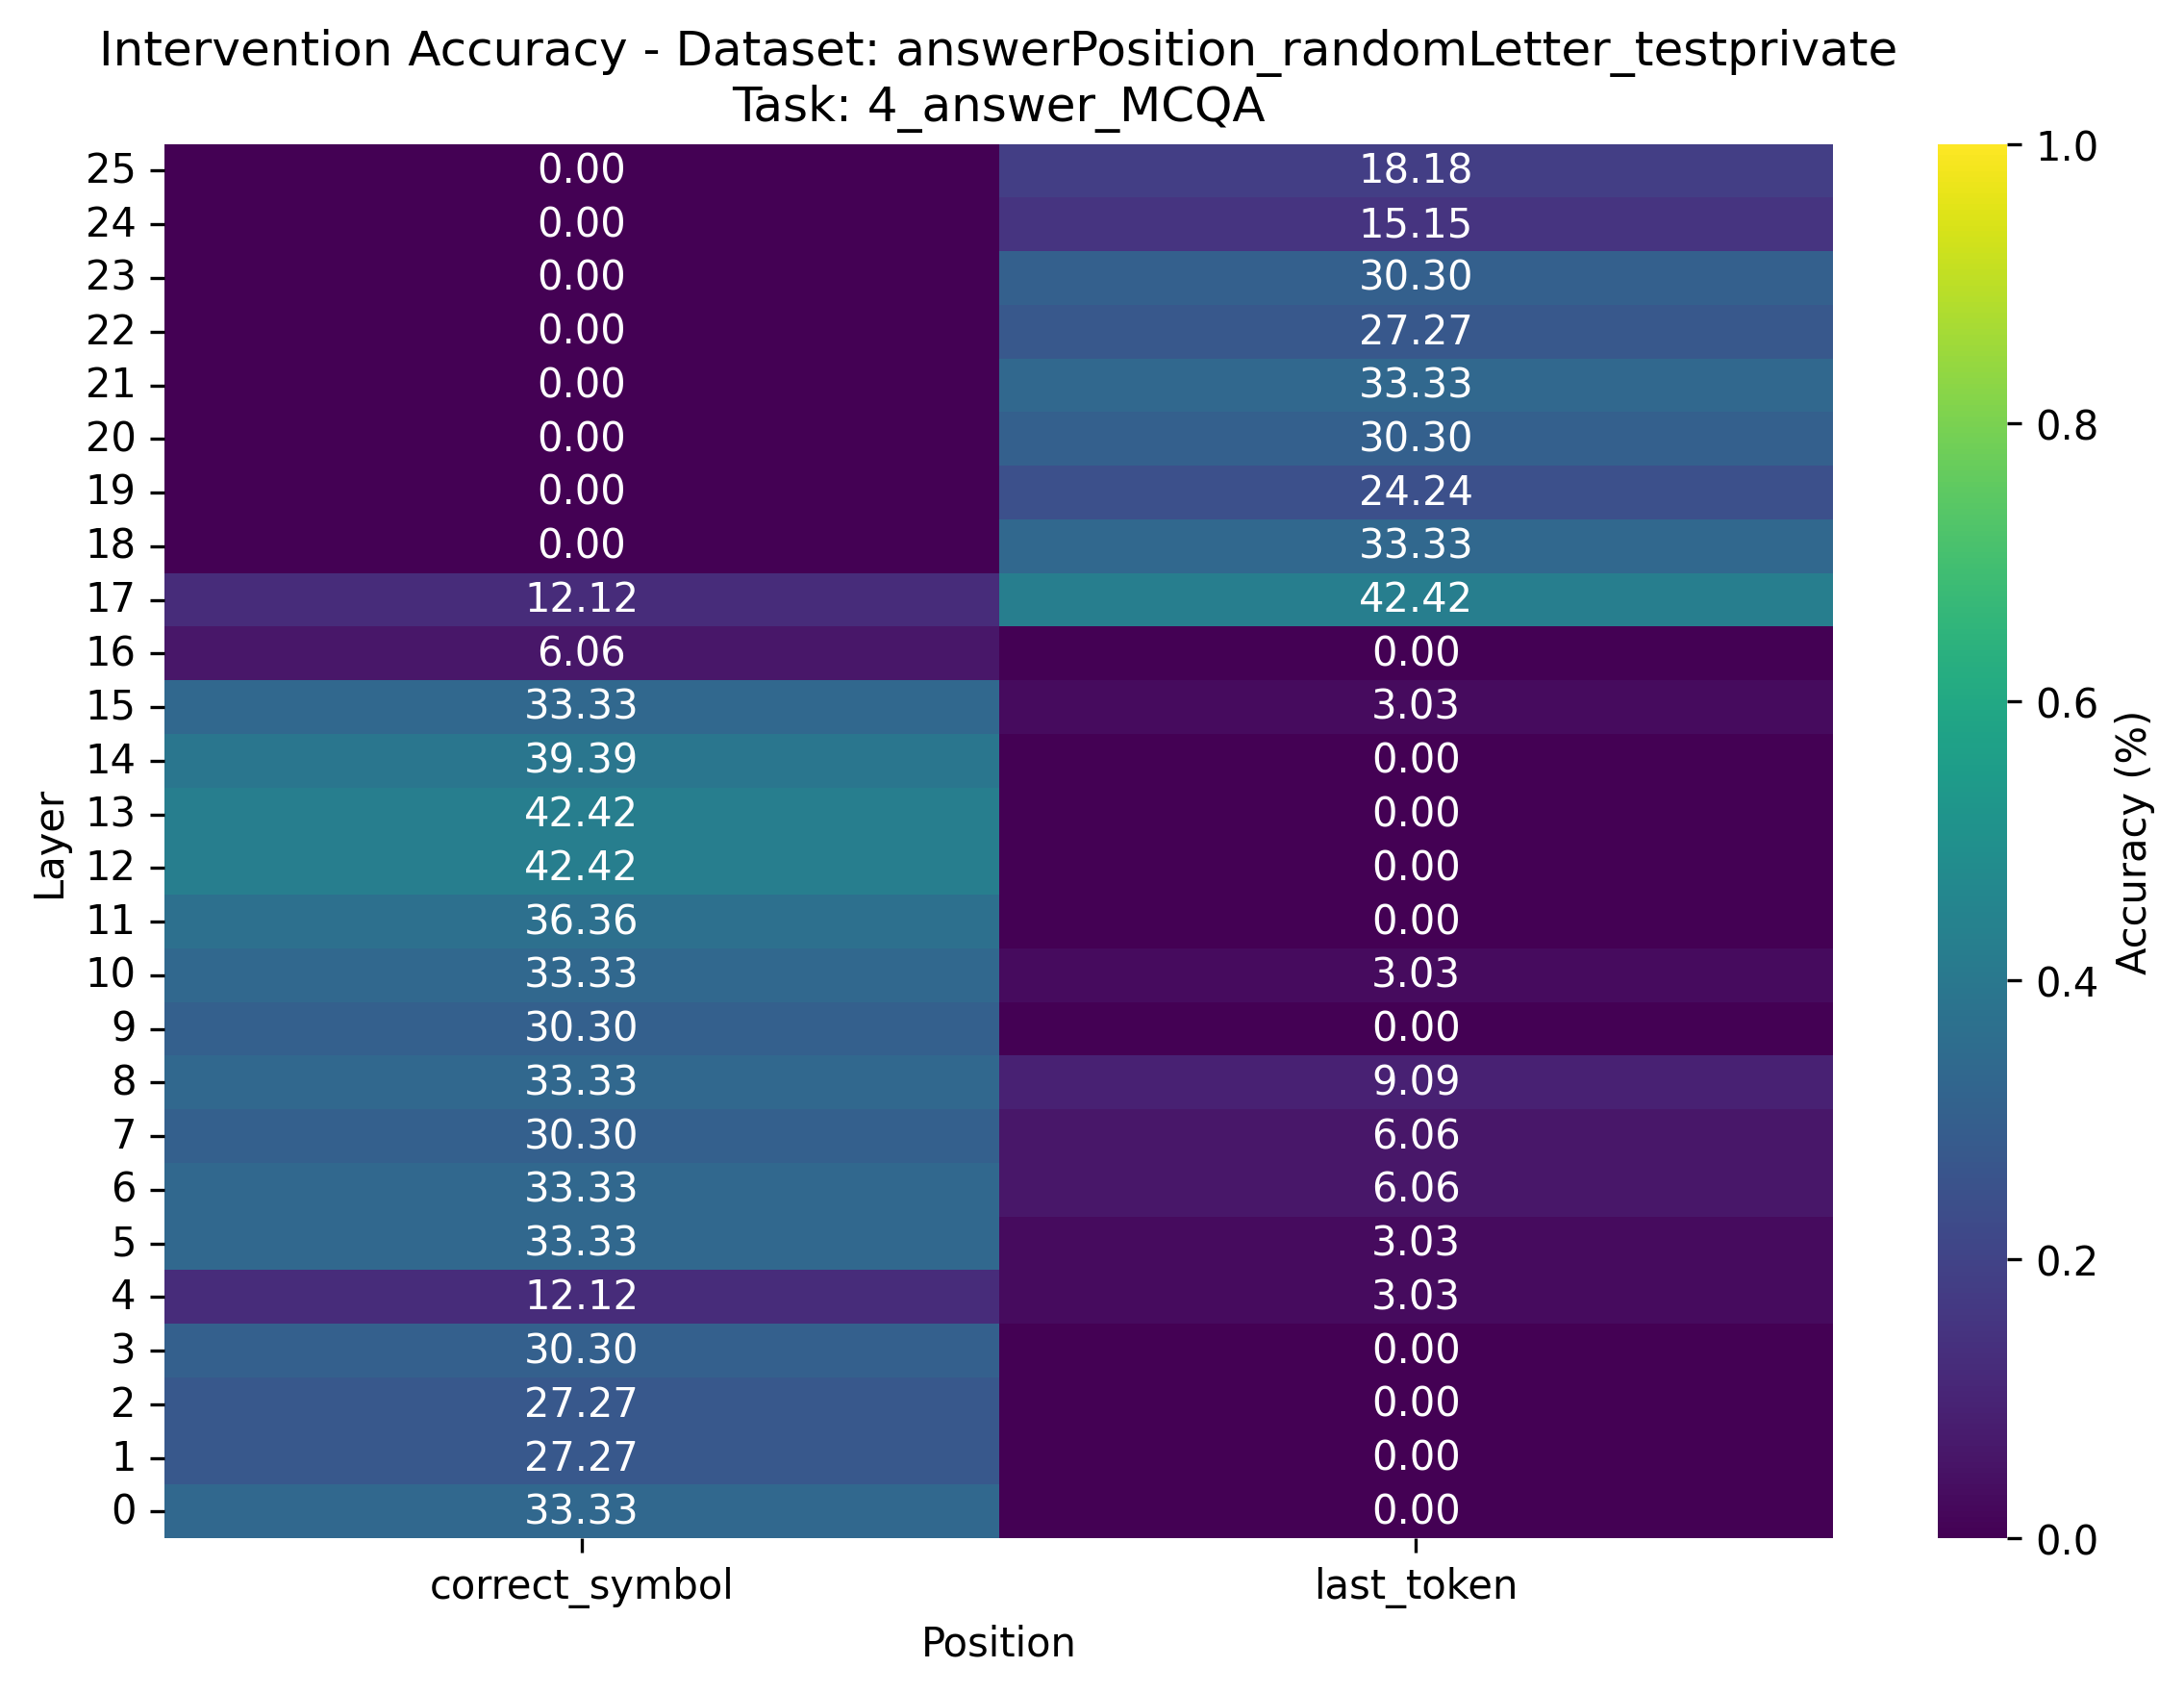 Intervention Accuracy - Dataset: answerPosition_randomLetter_testprivate
Task: 4_answer_MCQA
25 0.00 18.18
24 0.00 15.15
23 0.00 30.30
22 0.00 27.27
21 0.00 33.33
20 0.00 30.30
19 0.00 24.24
18 0.00 33.33
17 12.12 42.42
16 6.06 0.00
15 33.33 3.03
14 39.39 0.00
13 42.42 0.00
12 42.42 0.00
11 36.36 0.00
10 33.33 3.03
9 30.30 0.00
8 33.33 9.09
7 30.30 6.06
6 33.33 6.06
5 33.33 3.03
4 12.12 3.03
3 30.30 0.00
2 27.27 0.00
1 27.27 0.00
0 33.33 0.00
correct_symbol last_token
Position
Layer
1.0
0.8
0.6
0.4
0.2
0.0
Accuracy (%)